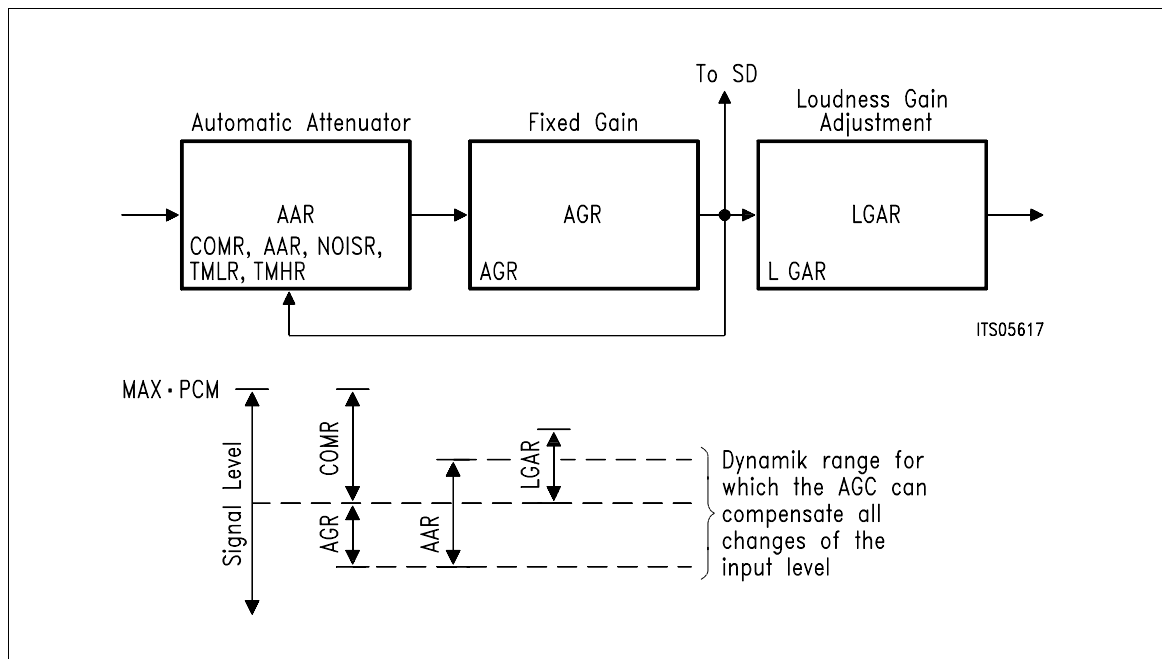 To SD
Automatic Attenuator
Fixed Gain
Loudness Gain
Adjustment
AAR
COMR, AAR, NOISR,
TMLR, TMHR
AGR
AGR
LGAR
L GAR
ITS05617
MAX·PCM
Signal Level
COMR
AGR
AAR
LGAR
Dynamik range for
which the AGC can
compensate all
changes of the
input level